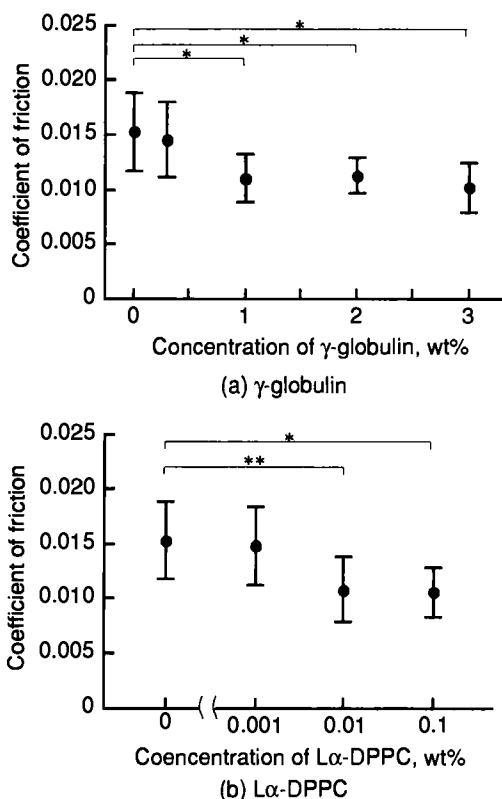 *
*
*
0.025
0.020
0.015
0.010
0.005
0
Coefficient of friction
0 1 2 3
Concentration of γ-globulin, wt%
(a) γ-globulin
0.025
0.020
0.015
0.010
0.005
0
Coefficient of friction
*
**
0 0.001 0.01 0.1
Coencentration of Lα-DPPC, wt%
(b) Lα-DPPC